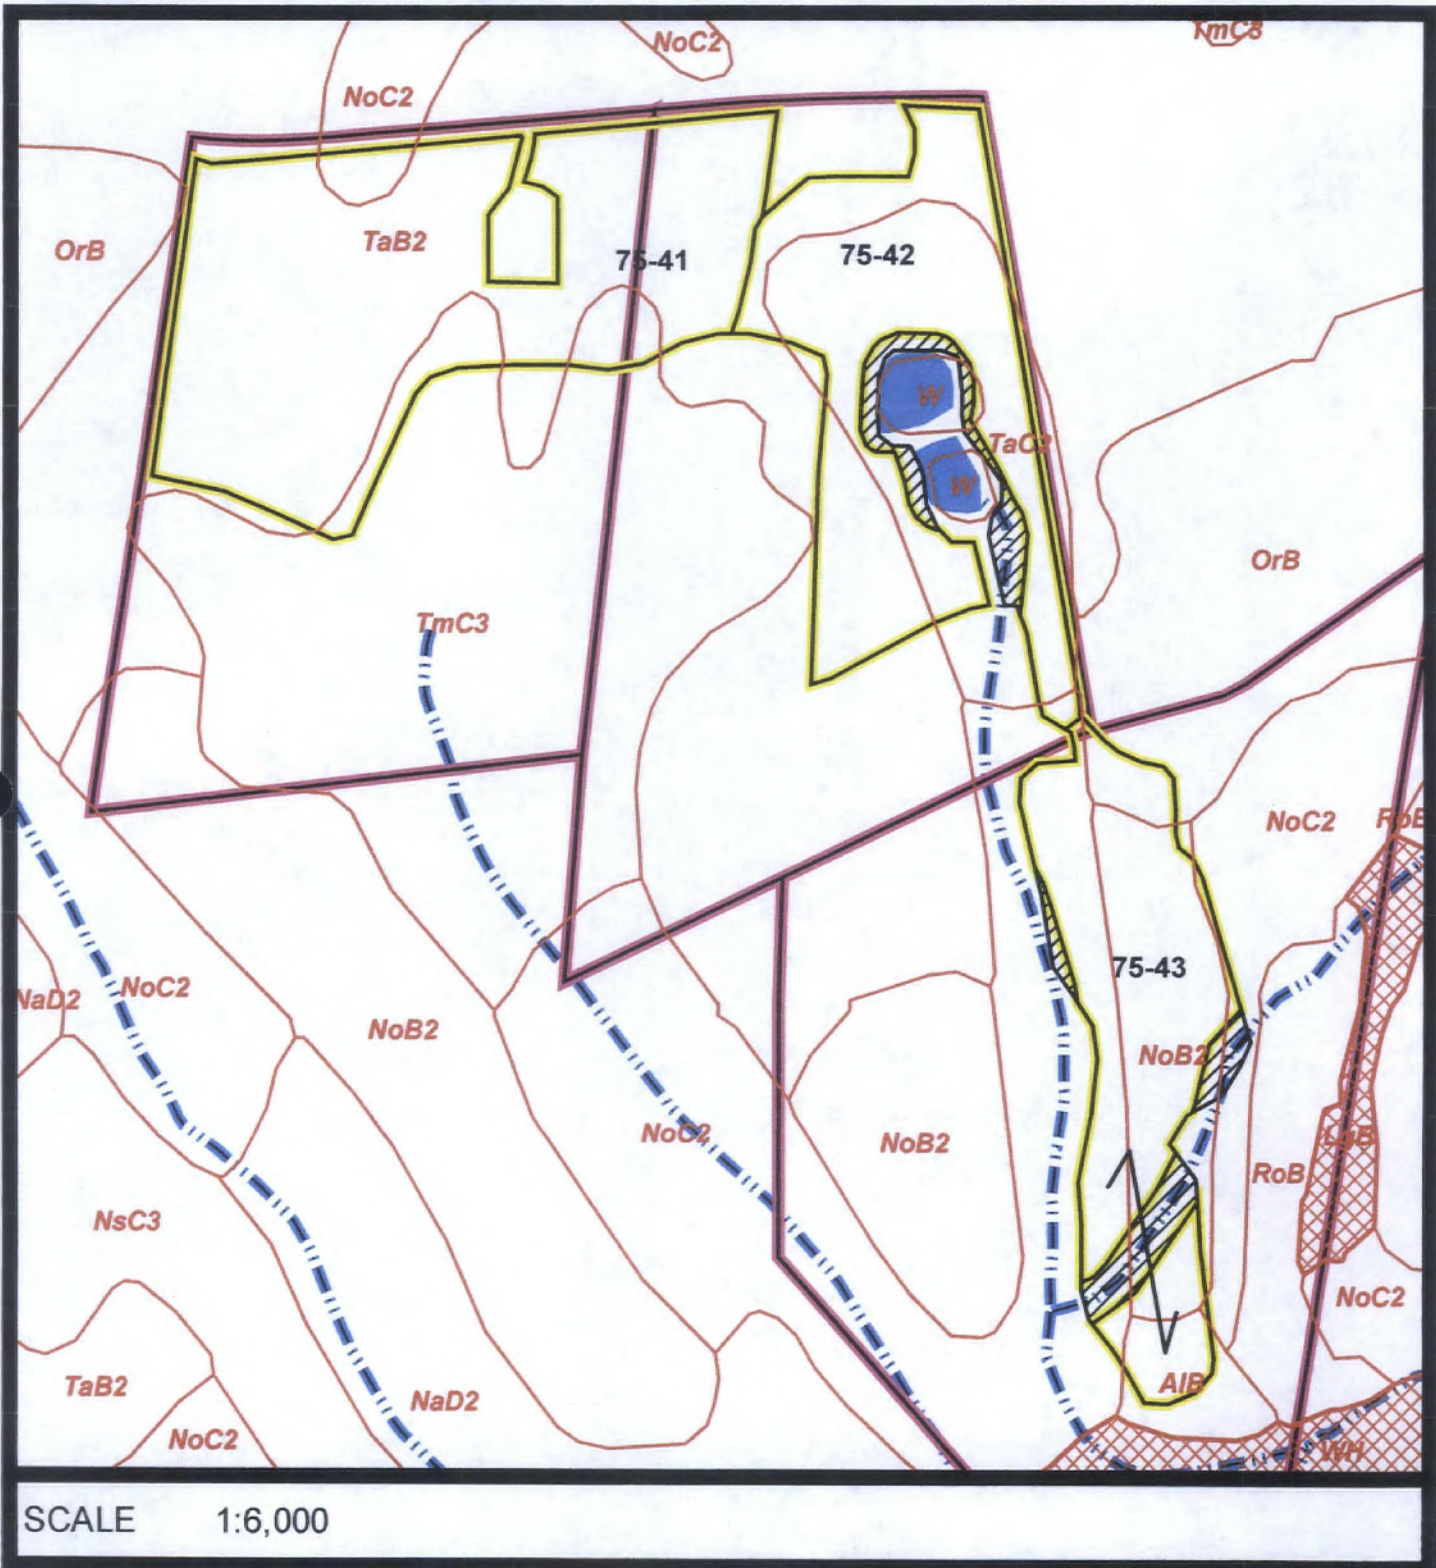 NoC2
TmC3
NoC2
OrB
TaB2
75-41
75-42
W
TaC2
W
OrB
TmC3
NoC2
75-43
NaD2
NoC2
NoB2
NoB2
NoC2
NoB2
RoB
NsC3
NoC2
TaB2
NaD2
AlB
NoC2
WH
SCALE 1:6,000